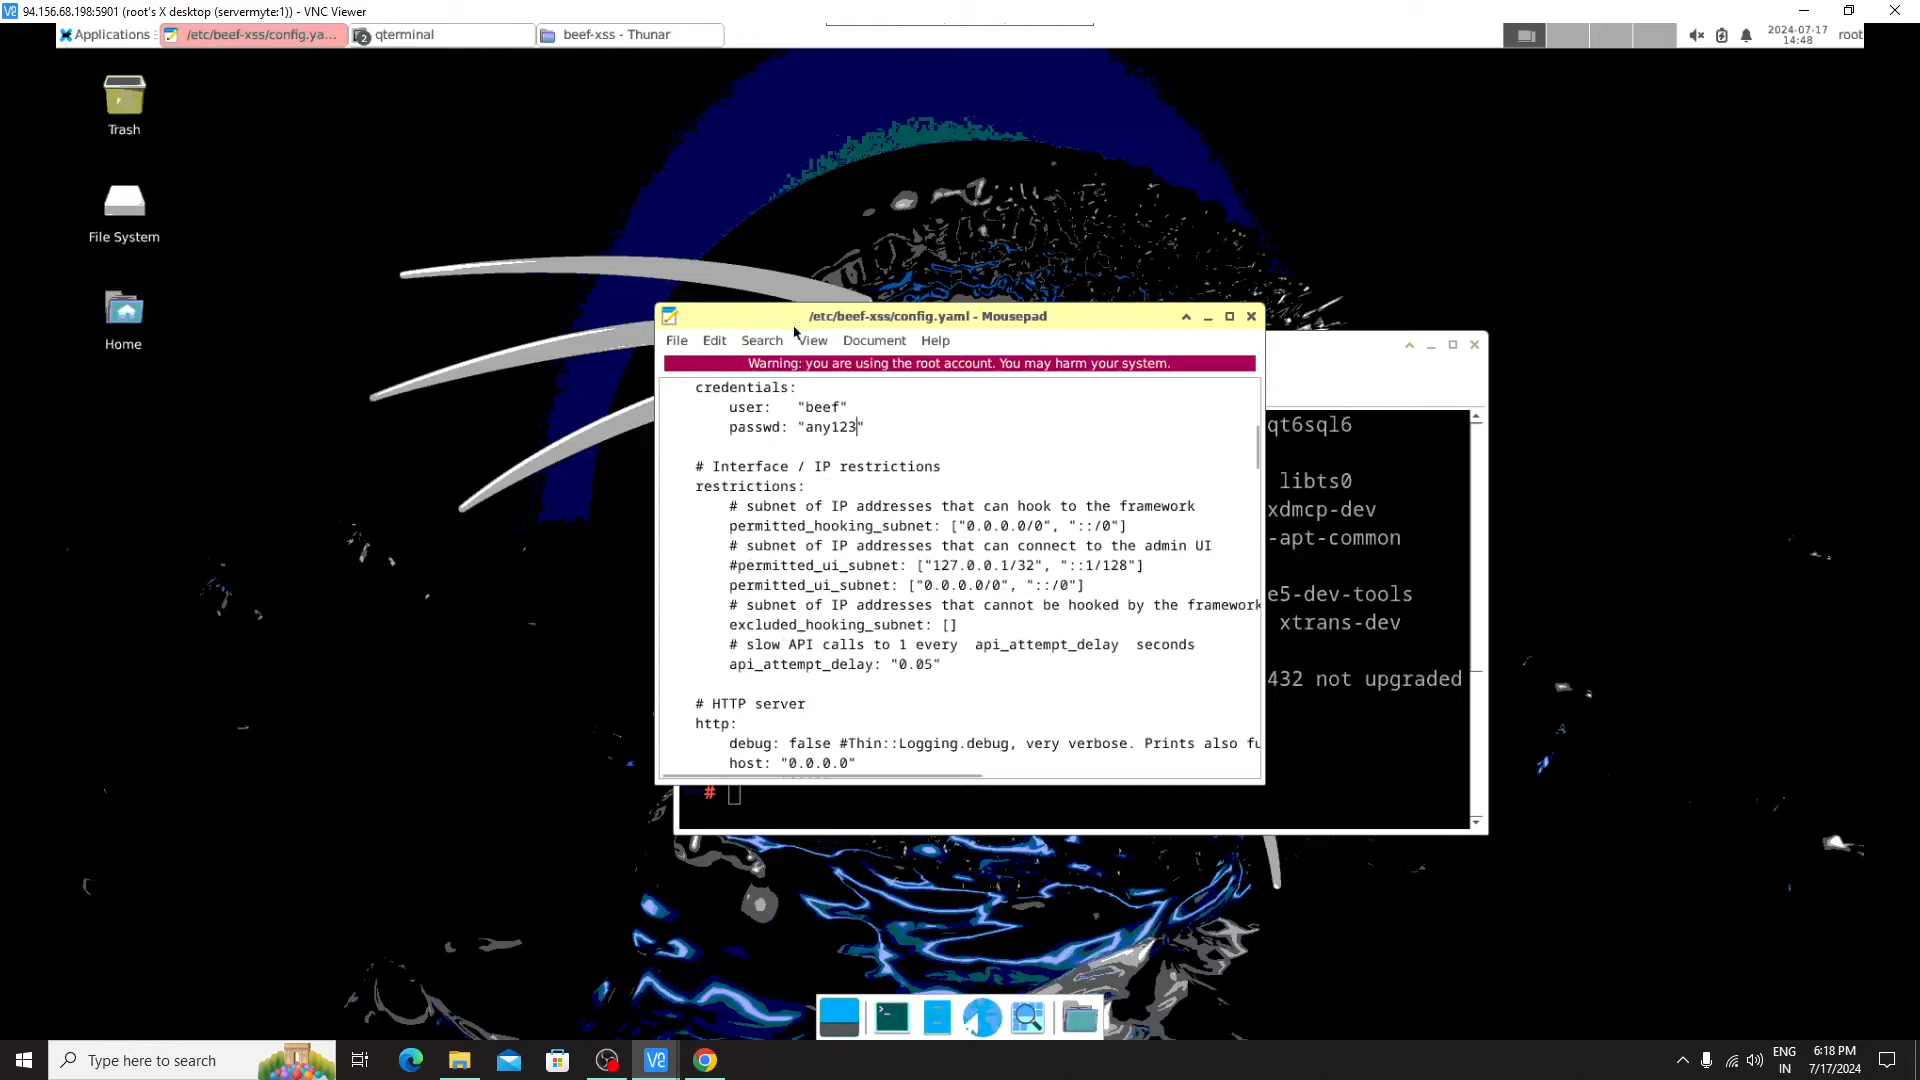 94.156.68.198:5901 (root's X desktop (servermyte:1)) - VNC Viewer
Applications
/etc/beef-xss/config.ya...
qterminal
beef-xss - Thunar
2024-07-17
14:48
root
Trash
File System
Home
/etc/beef-xss/config.yaml - Mousepad
File Edit Search View Document Help
Warning: you are using the root account. You may harm your system.
credentials:
user: "beef"
passwd: "any123"
# Interface / IP restrictions
restrictions:
# subnet of IP addresses that can hook to the framework
permitted_hooking_subnet: ["0.0.0.0/0", "::/0"]
# subnet of IP addresses that can connect to the admin UI
#permitted_ui_subnet: ["127.0.0.1/32", "::1/128"]
permitted_ui_subnet: ["0.0.0.0/0", "::/0"]
# subnet of IP addresses that cannot be hooked by the framework
excluded_hooking_subnet: []
# slow API calls to 1 every api_attempt_delay seconds
api_attempt_delay: "0.05"
# HTTP server
http:
debug: false #Thin::Logging.debug, very verbose. Prints also fu
host: "0.0.0.0"
qt6sql6
libts0
xdmcp-dev
-apt-common
e5-dev-tools
xtrans-dev
432 not upgraded
#
Type here to search
ENG
IN
6:18 PM
7/17/2024